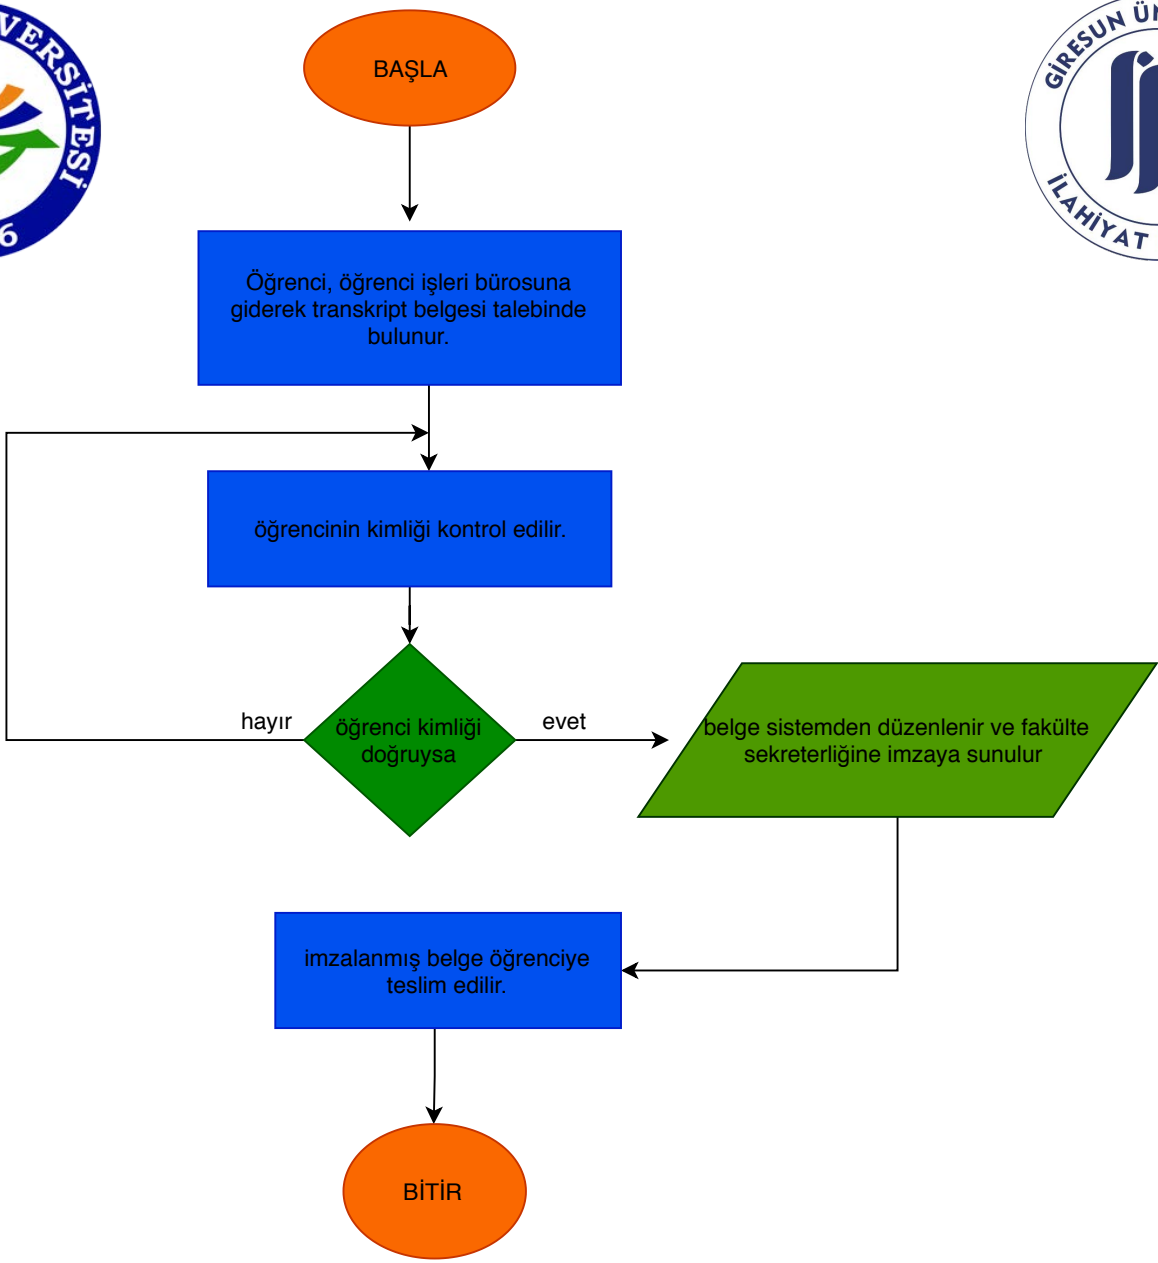 BAŞLA
GİRESUN
İLAHİYAT
Öğrenci, öğrenci işleri bürosuna
giderek transkript belgesi talebinde
bulunur.
öğrencinin kimliği kontrol edilir.
hayır
öğrenci kimliği
doğruysa
evet
belge sistemden düzenlenir ve fakülte
sekreterliğine imzaya sunulur
imzalanmış belge öğrenciye
teslim edilir.
BİTİR